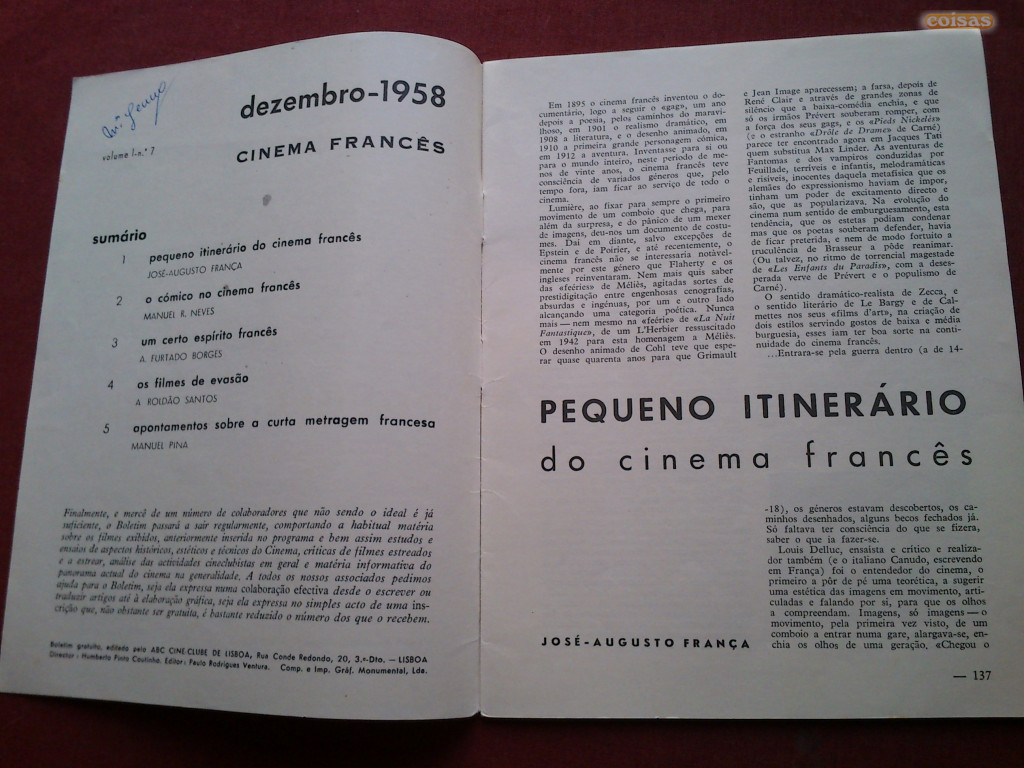 coisas
dezembro-1958
volume I-n.º 7
CINEMA FRANCÊS
sumário
1 pequeno itinerário do cinema francês
JOSÉ-AUGUSTO FRANÇA
2 o cómico no cinema francês
MANUEL R. NEVES
3 um certo espírito francês
A. FURTADO BORGES
4 os filmes de evasão
A. ROLDÃO SANTOS
5 apontamentos sobre a curta metragem francesa
MANUEL PINA
Finalmente, e mercê de um número de colaboradores que não sendo o ideal é já
suficiente, o Boletim passará a sair regularmente, comportando a habitual matéria
sobre os filmes exibidos, anteriormente inserida no programa e bem assim estudos e
ensaios de aspectos históricos, estéticos e técnicos do Cinema, críticas de filmes estreados
e a estrear, análise das actividades cineclubistas em geral e matéria informativa do
panorama actual do cinema na generalidade. A todos os nossos associados pedimos
ajuda para o Boletim, seja ela expressa numa colaboração efectiva desde o escrever ou
traduzir artigos até à elaboração gráfica, seja ela expressa no simples acto de uma ins-
crição que, não obstante ser gratuita, é bastante reduzido o número dos que o recebem.
Boletim gratuito, editado pelo ABC CINE-CLUBE DE LISBOA, Rua Conde Redondo, 20, 3.º-Dto. — LISBOA
Director: Humberto Pinto Coutinho. Editor: Paulo Rodrigues Ventura. Comp. e Imp. Gráf. Monumental, Lda.
Em 1895 o cinema francês inventou o do-
cumentário, logo a seguir o «gag», um ano
depois a poesia, pelos caminhos do maravi-
lhoso, em 1901 o realismo dramático, em
1908 a literatura, e o desenho animado, em
1910 a primeira grande personagem cómica,
em 1912 a aventura. Inventasse para si ou
para o mundo inteiro, neste período de me-
nos de vinte anos, o cinema francês teve
consciência de variados géneros que, pelo
tempo fora, iam ficar ao serviço de todo o
cinema.
Lumière, ao fixar para sempre o primeiro
movimento de um comboio que chega, para
além da surpresa, e do pânico de um mexer
de imagens, deu-nos um documento de costu-
mes. Daí em diante, salvo excepções de
Epstein e de Poirier, e até recentemente, o
cinema francês não se interessaria notàvel-
mente por este género que Flaherty e os
ingleses reinventaram. Nem mais quis saber
das «feéries» de Méliès, agitadas sortes de
prestidigitação entre engenhosas cenografias,
absurdas e ingénuas, por um e outro lado
alcançando uma categoria poética. Nunca
mais — nem mesmo na «feérie» de «La Nuit
Fantastique», de um L'Herbier ressuscitado
em 1942 para esta homenagem a Méliès.
O desenho animado de Cohl teve que espe-
rar quase quarenta anos para que Grimault
e Jean Image aparecessem; a farsa, depois de
René Clair e através de grandes zonas de
silêncio que a baixa-comédia enchia, e que
só os irmãos Prévert souberam romper, com
a força dos seus gags, e os «Pieds Nickelés»
(e o estranho «Drôle de Drame» de Carné)
parece ter encontrado agora em Jacques Tati
quem substitua Max Linder. As aventuras de
Fantomas e dos vampiros conduzidas por
Feuillade, terríveis e infantis, melodramáticas
e risíveis, inocentes daquela metafísica que os
alemães do expressionismo haviam de impor,
tinham um poder de excitamento directo e
são, que as popularizava. Na evolução do
cinema num sentido de emburguesamento, esta
tendência, que os estetas podiam condenar
mas que os poetas souberam defender, havia
de ficar preterida, e nem de modo fortuito a
truculência de Brasseur a pôde reanimar.
(Ou talvez, no ritmo de torrencial magestade
de «Les Enfants du Paradis», com a deses-
perada verve de Prévert e o populismo de
Carné).
O sentido dramático-realista de Zecca, e
o sentido literário de Le Bargy e de Cal-
mettes nos seus «films d'art», na criação de
dois estilos servindo gostos de baixa e média
burguesia, esses iam ter boa sorte na conti-
nuidade do cinema francês.
...Entrara-se pela guerra dentro (a de 14-
PEQUENO ITINERÁRIO
do cinema francês
JOSÉ-AUGUSTO FRANÇA
-18), os géneros estavam descobertos, os ca-
minhos desenhados, alguns becos fechados já.
Só faltava ter consciência do que se fizera,
saber o que ia fazer-se.
Louis Delluc, ensaísta e crítico e realiza-
dor também (e o italiano Canudo, escrevendo
em França) foi o entendedor do cinema, o
primeiro a pôr de pé uma teorética, a sugerir
uma estética das imagens em movimento, arti-
culadas e falando por si, para que os olhos
a compreendam. Imagens, só imagens — o
movimento, pela primeira vez visto, de um
comboio a entrar numa gare, alargava-se, en-
chia os olhos de uma geração. «Chegou o
— 137